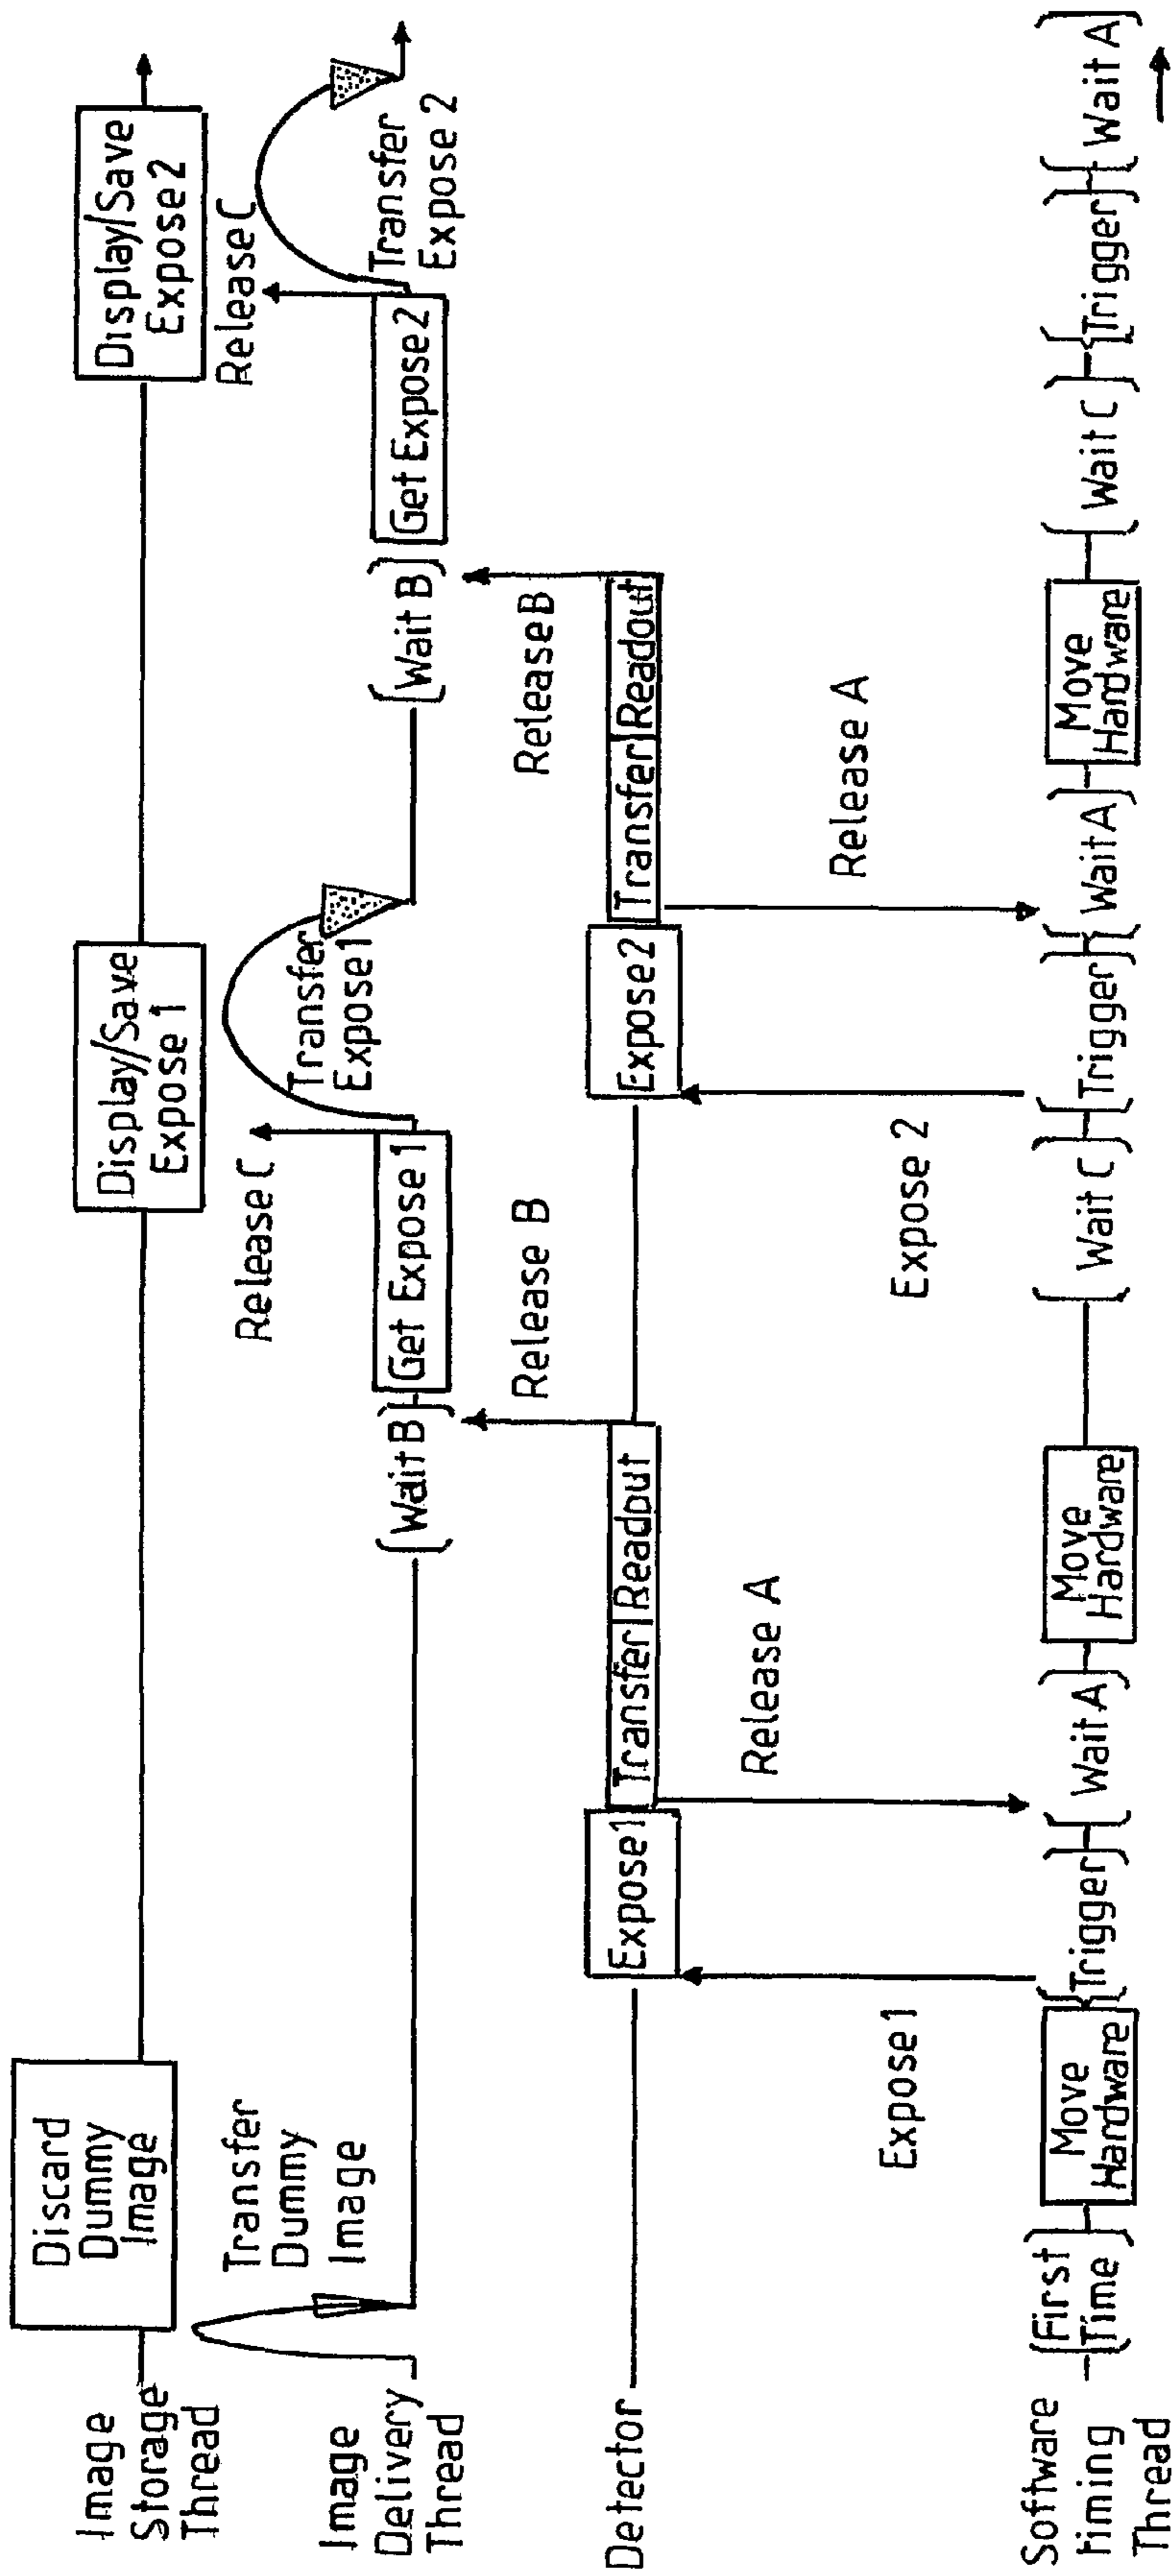 Image
Storage
Thread
Discard
Dummy
Image
Display/Save
Expose 1
Display/Save
Expose 2
Image
Delivery
Thread
Transfer
Dummy
Image
(Wait B)
Get Expose 1
Release C
Transfer
Expose 1
(Wait B)
Get Expose 2
Release C
Transfer
Expose 2
Release B
Release B
Detector
Expose 1
Transfer
Readout
Expose 2
Transfer
Readout
Expose 1
Release A
Expose 2
Release A
Software
Timing
Thread
(First
Time)
Move
Hardware
(Trigger)
(Wait A)
Move
Hardware
(Wait C)
(Trigger)
(Wait A)
Move
Hardware
(Wait C)
(Trigger)
(Wait A)